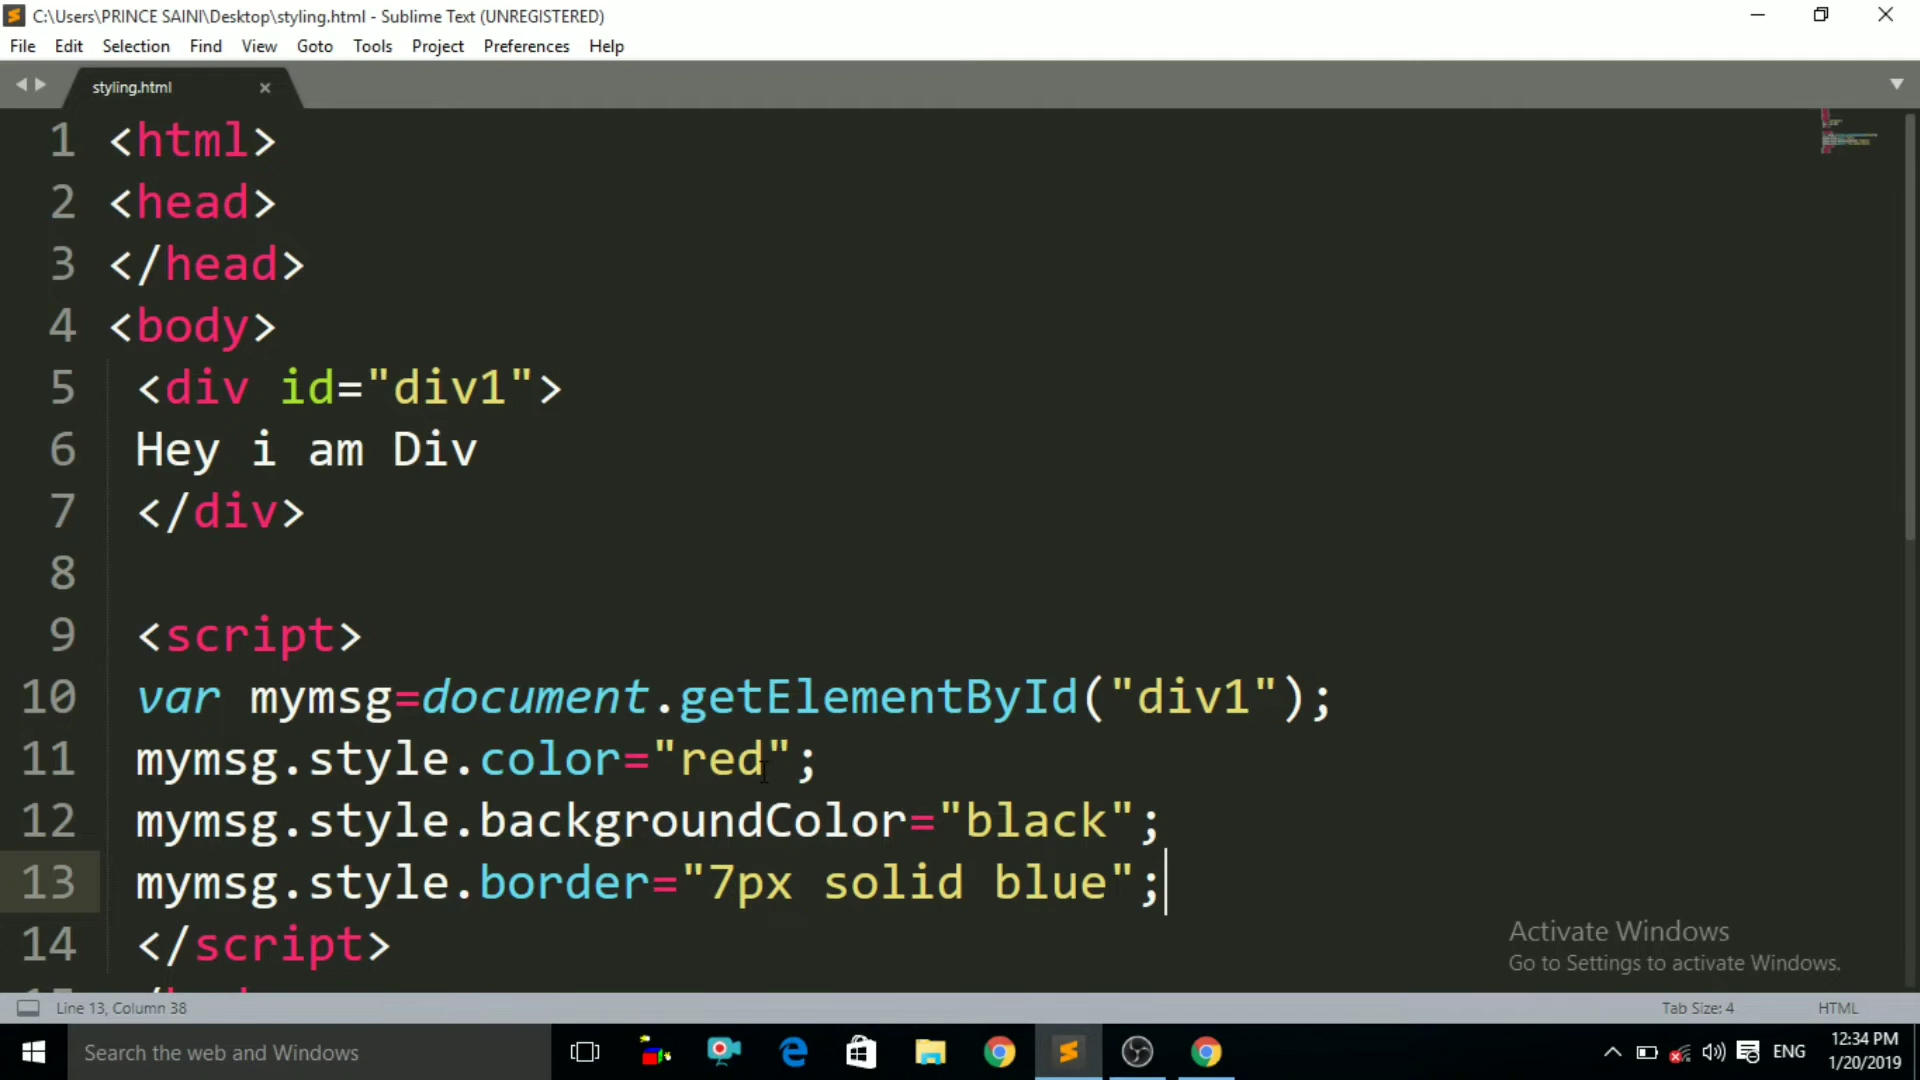 C:\Users\PRINCE SAINI\Desktop\styling.html - Sublime Text (UNREGISTERED)
File Edit Selection Find View Goto Tools Project Preferences Help
styling.html
1 <html>
2 <head>
3 </head>
4 <body>
5 <div id="div1">
6 Hey i am Div
7 </div>
8
9 <script>
10 var mymsg=document.getElementById("div1");
11 mymsg.style.color="red";
12 mymsg.style.backgroundColor="black";
13 mymsg.style.border="7px solid blue";
14 </script>
Activate Windows
Go to Settings to activate Windows.
Line 13, Column 38 Tab Size: 4 HTML
Search the web and Windows
ENG
12:34 PM
1/20/2019